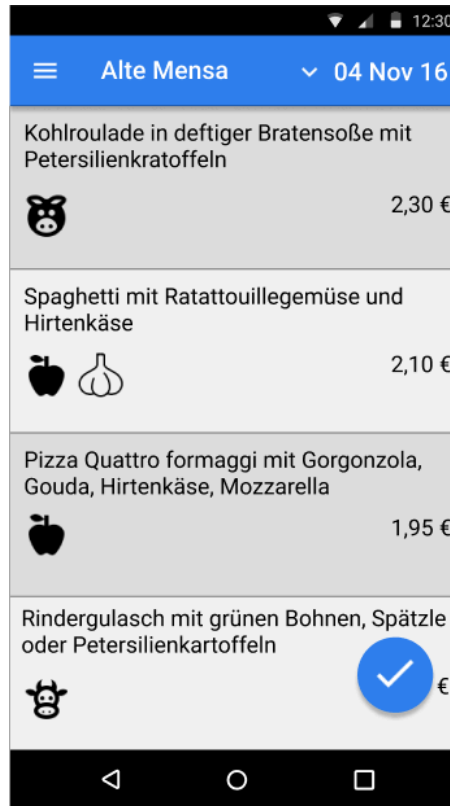 12:30
Alte Mensa
04 Nov 16
Kohlroulade in deftiger Bratensoße mit
Petersilienkratoffeln
2,30 €
Spaghetti mit Ratattouillegemüse und
Hirtenkäse
2,10 €
Pizza Quattro formaggi mit Gorgonzola,
Gouda, Hirtenkäse, Mozzarella
1,95 €
Rindergulasch mit grünen Bohnen, Spätzle
oder Petersilienkartoffeln
€